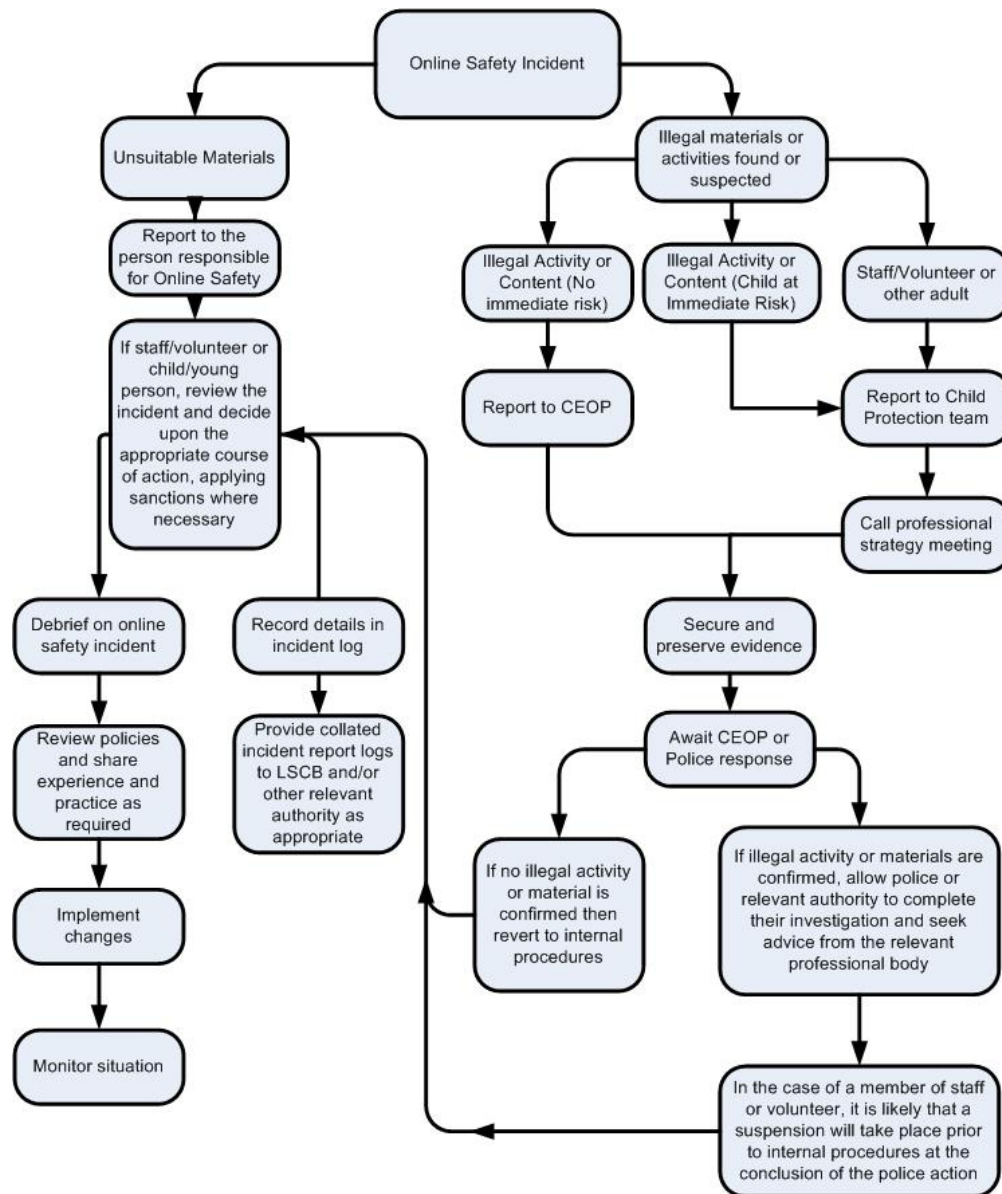 Online Safety Incident
Unsuitable Materials
Illegal materials or
activities found or
suspected
Report to the
person responsible
for Online Safety
Illegal Activity or
Content (No
immediate risk)
Illegal Activity or
Content (Child at
Immediate Risk)
Staff/Volunteer or
other adult
If staff/volunteer or
child/young
person, review the
incident and decide
upon the
appropriate course
of action, applying
sanctions where
necessary
Report to CEOP
Report to Child
Protection team
Call professional
strategy meeting
Debrief on online
safety incident
Record details in
incident log
Secure and
preserve evidence
Review policies
and share
experience and
practice as
required
Provide collated
incident report logs
to LSCB and/or
other relevant
authority as
appropriate
Await CEOP or
Police response
If no illegal activity
or material is
confirmed then
revert to internal
procedures
If illegal activity or materials are
confirmed, allow police or
relevant authority to complete
their investigation and seek
advice from the relevant
professional body
Implement
changes
Monitor situation
In the case of a member of staff
or volunteer, it is likely that a
suspension will take place prior
to internal procedures at the
conclusion of the police action